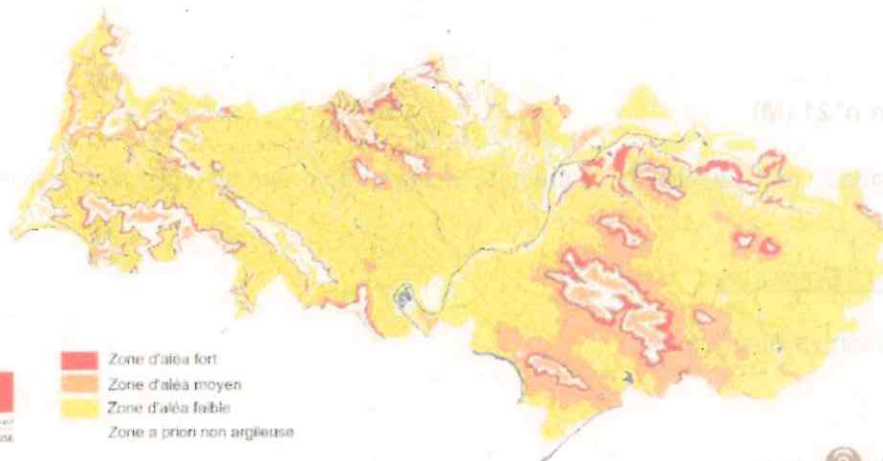 Zone d'aléa fort
Zone d'aléa moyen
Zone d'aléa faible
Zone a priori non argileuse